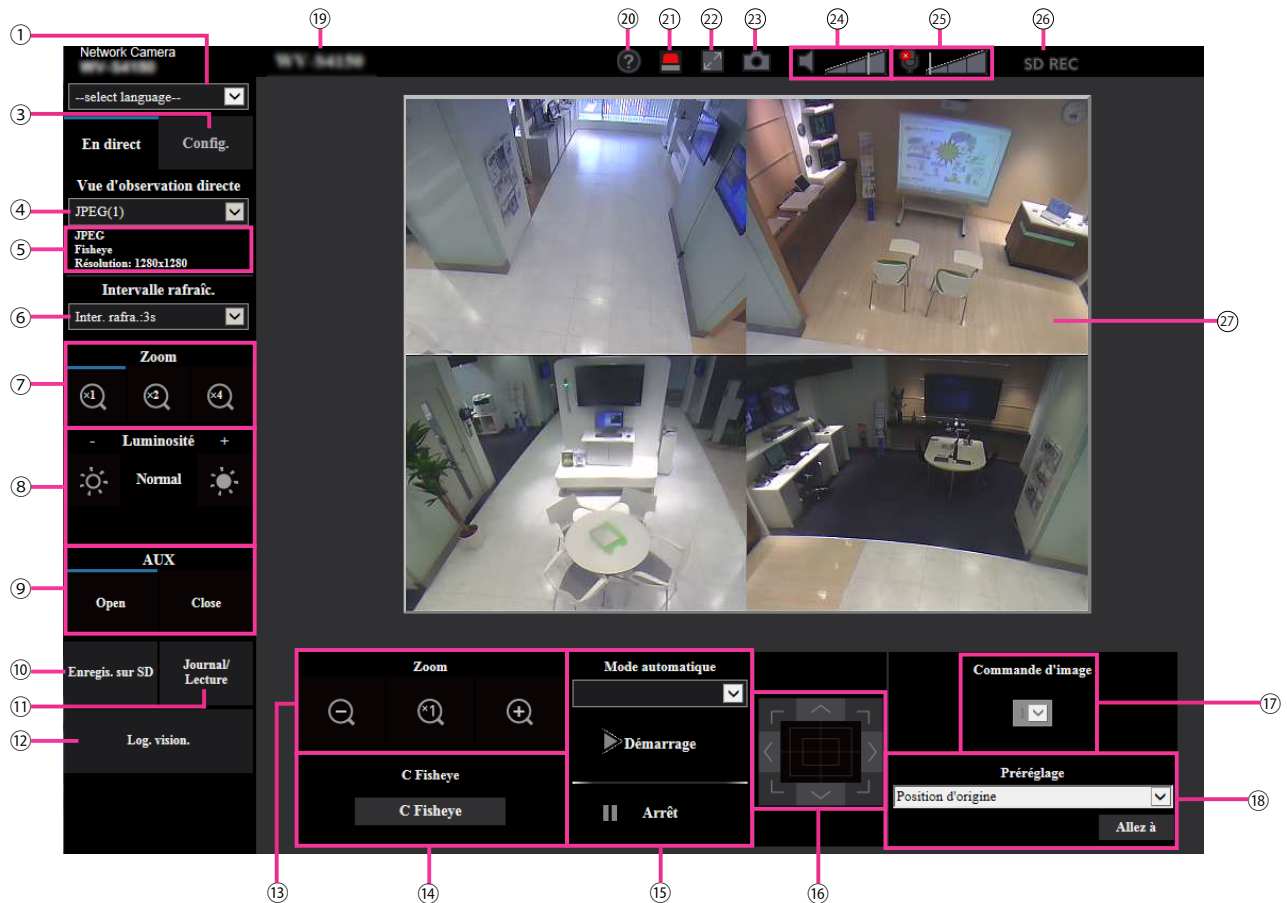 ① ⑲ ⑳ ㉑ ㉒ ㉓ ㉔ ㉕ ㉖
Network Camera
SD REC
--select language--
③
En direct Config.
Vue d'observation directe
④ JPEG(1)
⑤ JPEG
Fisheye
Résolution: 1280x1280
Intervalle rafraîc.
⑥ Inter. rafra.:3s
㉗
Zoom
⑦ ×1 ×2 ×4
- Luminosité +
⑧ Normal
AUX
⑨ Open Close
⑩ Enregis. sur SD
Journal/
Lecture
⑪
⑫ Log. vision.
Zoom
×1
C Fisheye
C Fisheye
Mode automatique
Démarrage
Arrêt
Commande d'image
⑰
Préréglage
Position d'origine
⑱
Allez à
⑬ ⑭ ⑮ ⑯